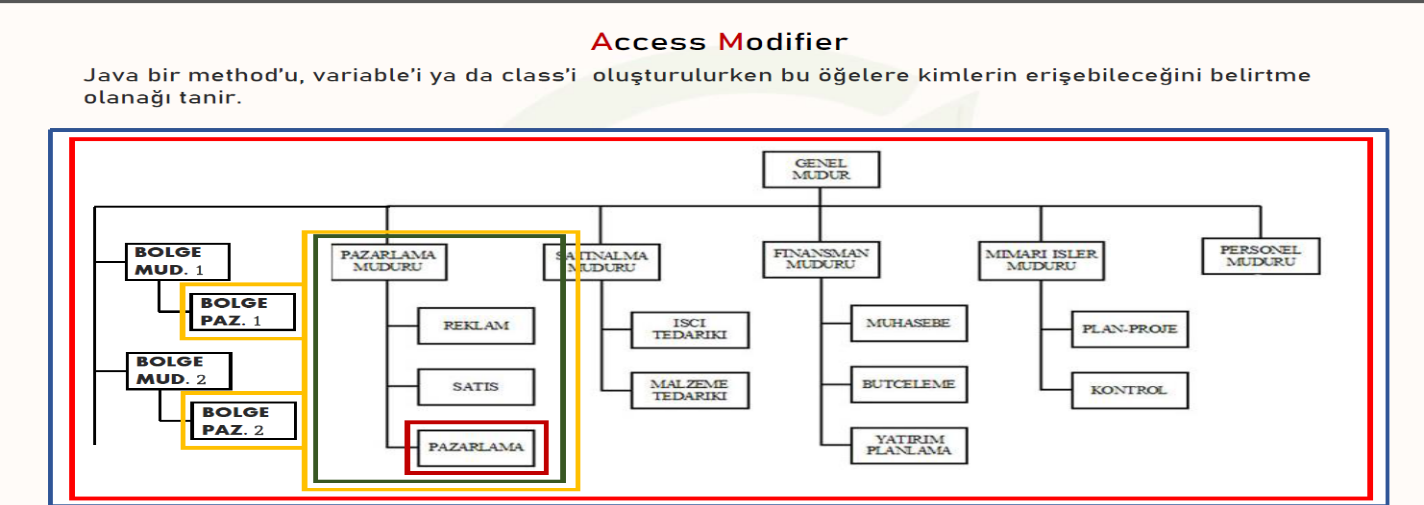 Access Modifier
Java bir method'u, variable'i ya da class'i oluşturulurken bu öğelere kimlerin erişebileceğini belirtme
olanağı tanir.
GENEL
MUDUR
BOLGE
MUD. 1
BOLGE
PAZ. 1
BOLGE
MUD. 2
BOLGE
PAZ. 2
PAZARLAMA
MUDURU
REKLAM
SATIS
PAZARLAMA
SATINALMA
MUDURU
ISCI
TEDARIKI
MALZEME
TEDARIKI
FINANSMAN
MUDURU
MUHASEBE
BUTCELEME
YATIRIM
PLANLAMA
MIMARI ISLER
MUDURU
PLAN-PROJE
KONTROL
PERSONEL
MUDURU